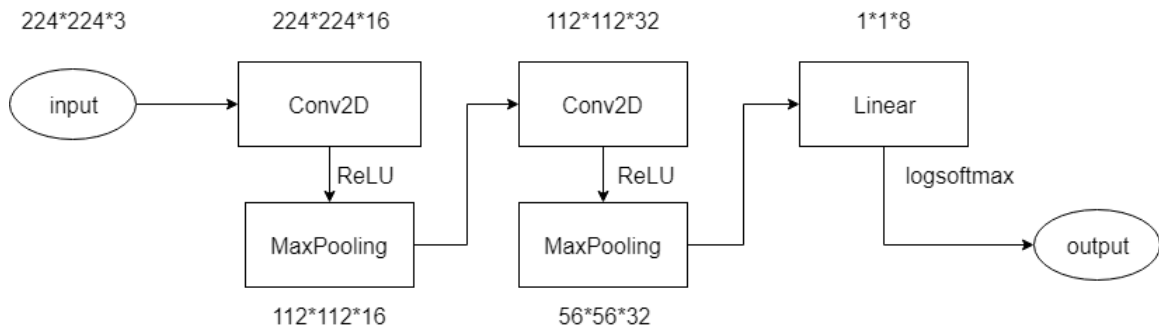 224*224*3
224*224*16
112*112*32
1*1*8
input
Conv2D
Conv2D
Linear
ReLU
ReLU
logsoftmax
MaxPooling
MaxPooling
output
112*112*16
56*56*32